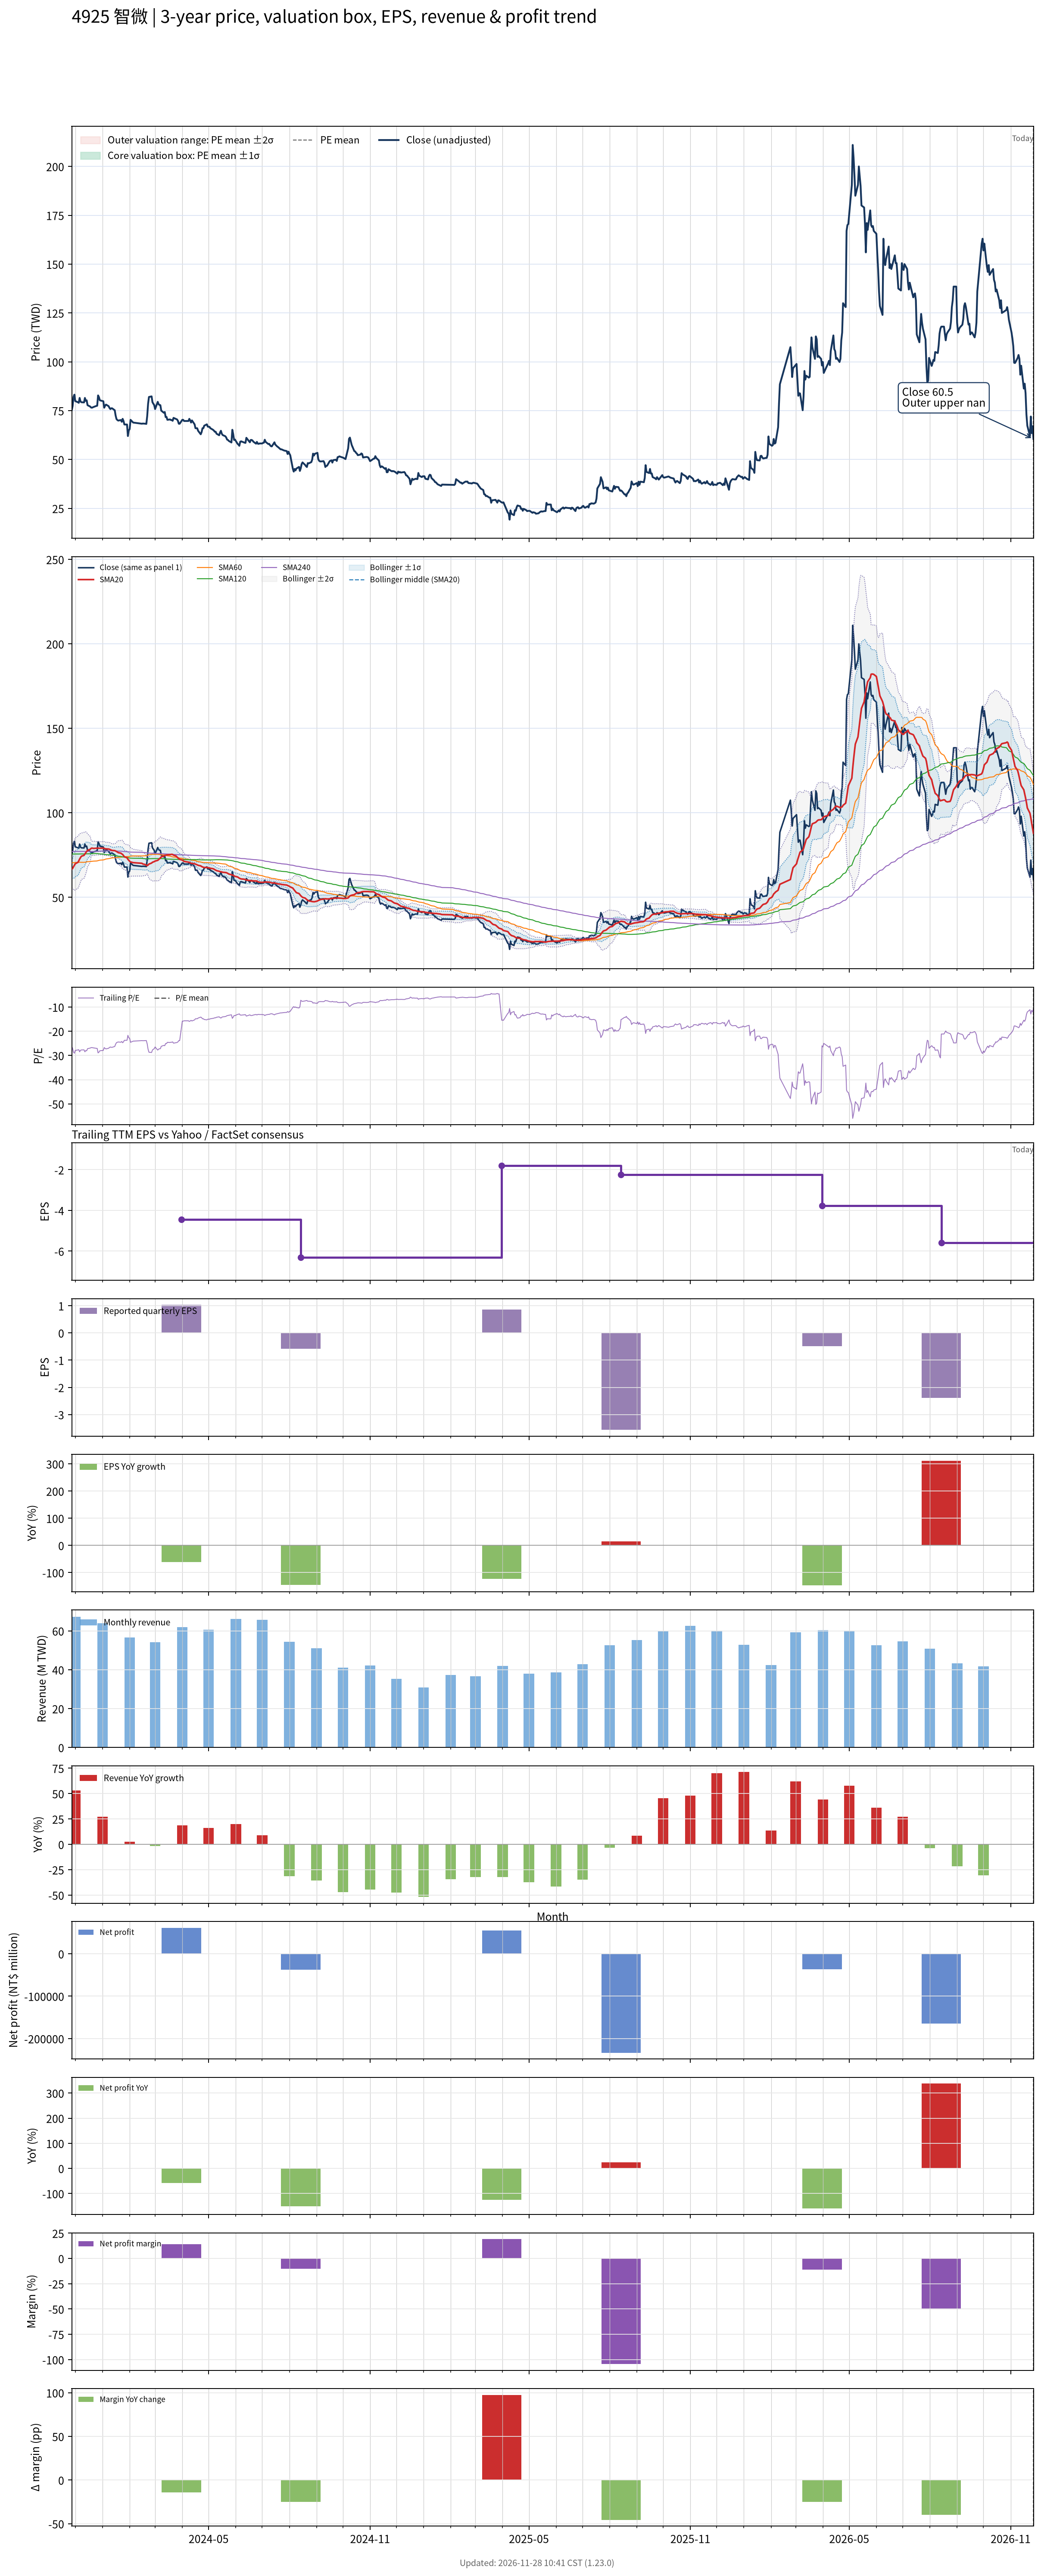 4925 智微 | 3-year price, valuation box, EPS, revenue & profit trend
Outer valuation range: PE mean ±2σ
PE mean
Close (unadjusted)
Core valuation box: PE mean ±1σ
Today
200
175
150
125
100
75
50
25
Price (TWD)
Close 60.5
Outer upper nan
Close (same as panel 1)
SMA60
SMA240
Bollinger ±1σ
SMA20
SMA120
Bollinger ±2σ
Bollinger middle (SMA20)
250
200
150
100
50
Price
Trailing P/E
P/E mean
-10
-20
-30
-40
-50
P/E
Trailing TTM EPS vs Yahoo / FactSet consensus
Today
-2
-4
-6
EPS
Reported quarterly EPS
1
0
-1
-2
-3
EPS
EPS YoY growth
300
200
100
0
-100
YoY (%)
Monthly revenue
60
40
20
0
Revenue (M TWD)
Revenue YoY growth
75
50
25
0
-25
-50
YoY (%)
Month
Net profit
0
-100000
-200000
Net profit (NT$ million)
Net profit YoY
300
200
100
0
-100
YoY (%)
Net profit margin
25
0
-25
-50
-75
-100
Margin (%)
Margin YoY change
100
50
0
-50
Δ margin (pp)
2024-05
2024-11
2025-05
2025-11
2026-05
2026-11
Updated: 2026-11-28 10:41 CST (1.23.0)